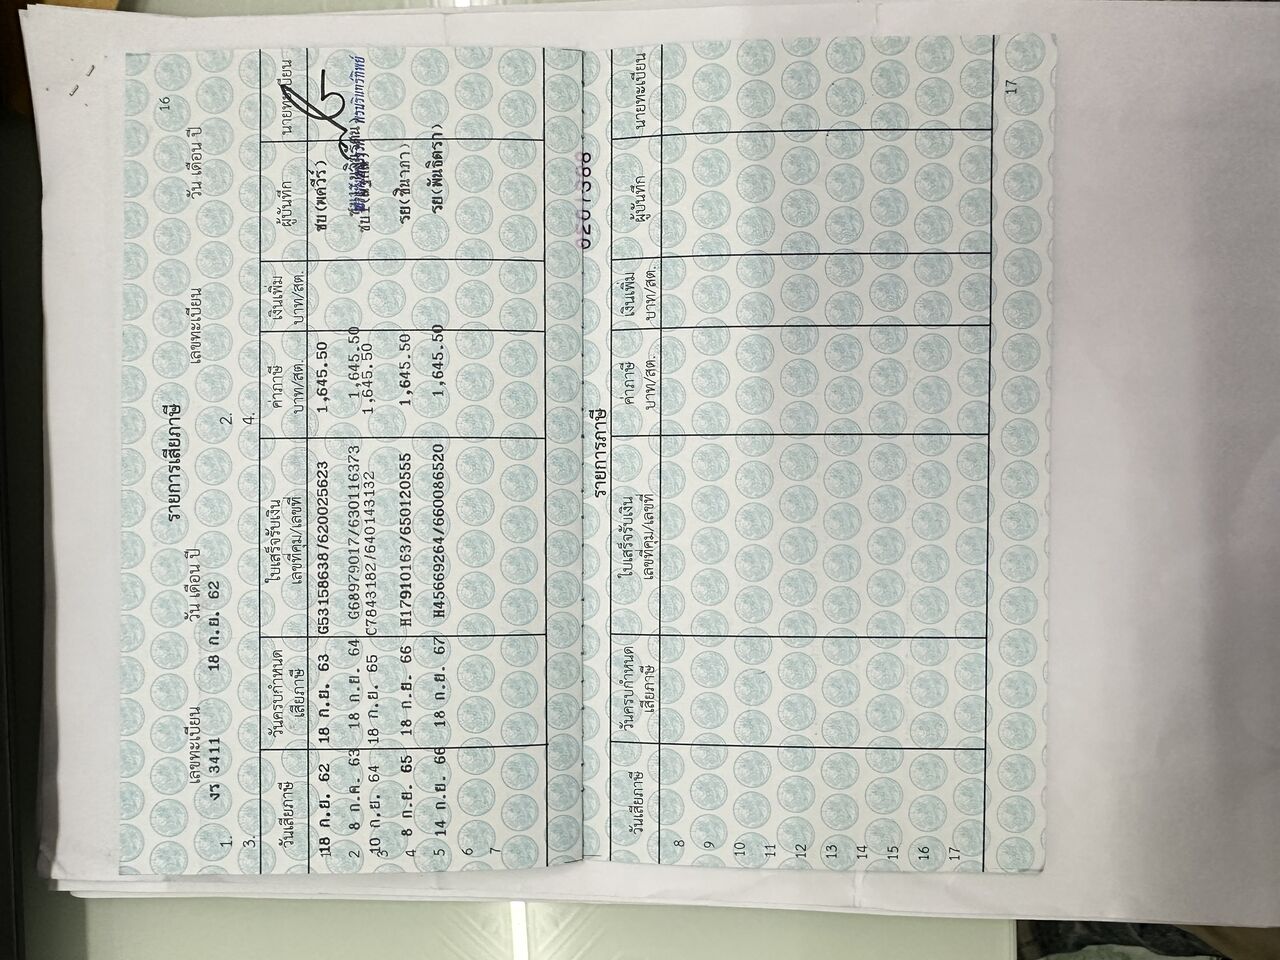 16
รายการเสียภาษี
เลขทะเบียน วัน เดือน ปี เลขทะเบียน วัน เดือน ปี
1. งร 3411 18 ก.ย. 62 2.
3. 4.
วันเสียภาษี วันครบกำหนด เสียภาษี ใบเสร็จรับเงิน เลขที่คุม/เลขที่ ค่าภาษี บาท/สต. เงินเพิ่ม บาท/สต. ผู้บันทึก นายทะเบียน
1 18 ก.ย. 62 18 ก.ย. 63 G53158638/620025623 1,645.50 ชบ(พควีร์)
2 8 ก.ค. 63 18 ก.ย. 64 G68979017/630116373 1,645.50
3 10 ก.ย. 64 18 ก.ย. 65 C7843182/640143132 1,645.50
4 8 ก.ย. 65 18 ก.ย. 66 H17910163/650120555 1,645.50 รย(ชินาภา)
5 14 ก.ย. 66 18 ก.ย. 67 H45669264/660086520 1,645.50 รย(พันธิตรา)
6
7
รายการภาษี
วันเสียภาษี วันครบกำหนด เสียภาษี ใบเสร็จรับเงิน เลขที่คุม/เลขที่ ค่าภาษี บาท/สต. เงินเพิ่ม บาท/สต. ผู้บันทึก นายทะเบียน
8
9
10
11
12
13
14
15
16
17
17